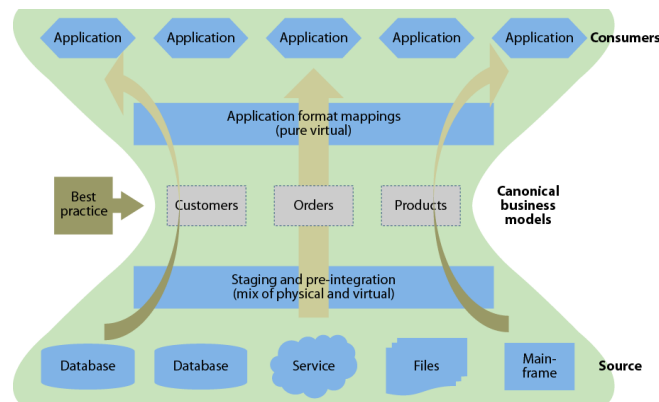 Application
Application
Application
Application
Application
Consumers
Application format mappings
(pure virtual)
Best
practice
Customers
Orders
Products
Canonical
business
models
Staging and pre-integration
(mix of physical and virtual)
Database
Database
Service
Files
Main-
frame
Source